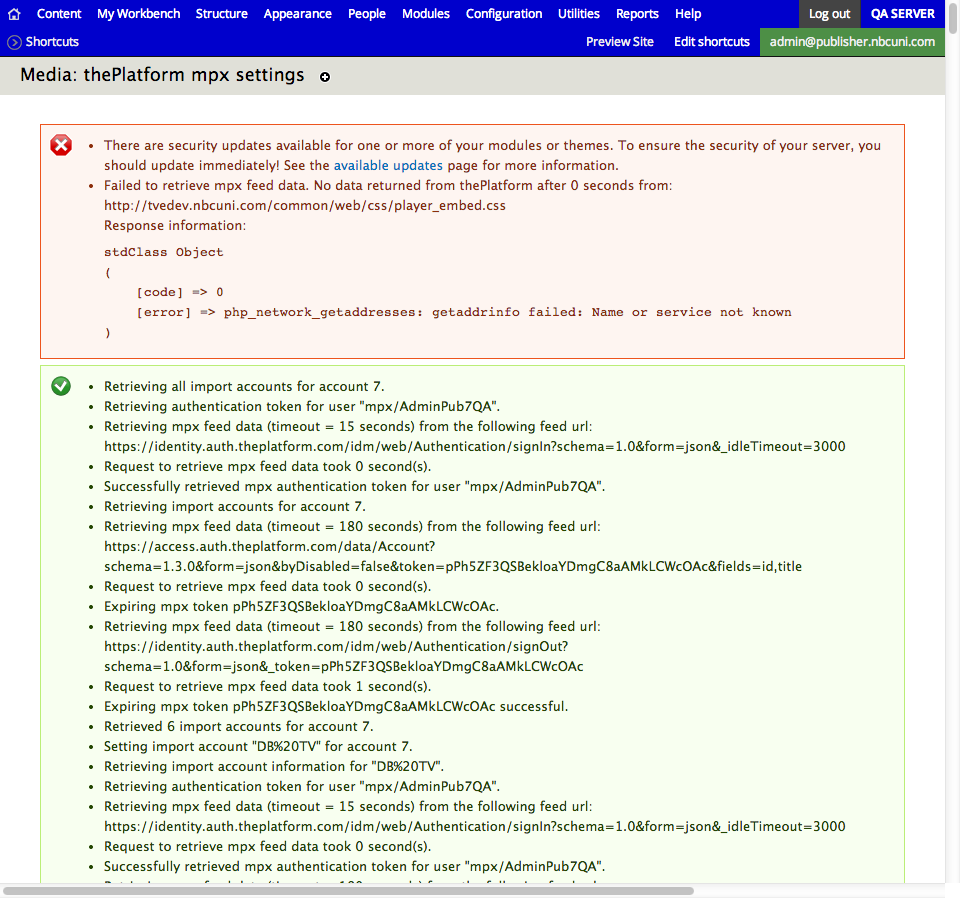 Content My Workbench Structure Appearance People Modules Configuration Utilities Reports Help Log out QA SERVER
Shortcuts Preview Site Edit shortcuts admin@publisher.nbcuni.com
Media: thePlatform mpx settings
There are security updates available for one or more of your modules or themes. To ensure the security of your server, you
should update immediately! See the available updates page for more information.
Failed to retrieve mpx feed data. No data returned from thePlatform after 0 seconds from:
http://tvedev.nbcuni.com/common/web/css/player_embed.css
Response information:
stdClass Object
(
[code] => 0
[error] => php_network_getaddresses: getaddrinfo failed: Name or service not known
)
Retrieving all import accounts for account 7.
Retrieving authentication token for user "mpx/AdminPub7QA".
Retrieving mpx feed data (timeout = 15 seconds) from the following feed url:
https://identity.auth.theplatform.com/idm/web/Authentication/signIn?schema=1.0&form=json&_idleTimeout=3000
Request to retrieve mpx feed data took 0 second(s).
Successfully retrieved mpx authentication token for user "mpx/AdminPub7QA".
Retrieving import accounts for account 7.
Retrieving mpx feed data (timeout = 180 seconds) from the following feed url:
https://access.auth.theplatform.com/data/Account?
schema=1.3.0&form=json&byDisabled=false&token=pPh5ZF3QSBekloaYDmgC8aAMkLCWcOAc&fields=id,title
Request to retrieve mpx feed data took 0 second(s).
Expiring mpx token pPh5ZF3QSBekloaYDmgC8aAMkLCWcOAc.
Retrieving mpx feed data (timeout = 180 seconds) from the following feed url:
https://identity.auth.theplatform.com/idm/web/Authentication/signOut?
schema=1.0&form=json&_token=pPh5ZF3QSBekloaYDmgC8aAMkLCWcOAc
Request to retrieve mpx feed data took 1 second(s).
Expiring mpx token pPh5ZF3QSBekloaYDmgC8aAMkLCWcOAc successful.
Retrieved 6 import accounts for account 7.
Setting import account "DB%20TV" for account 7.
Retrieving import account information for "DB%20TV".
Retrieving authentication token for user "mpx/AdminPub7QA".
Retrieving mpx feed data (timeout = 15 seconds) from the following feed url:
https://identity.auth.theplatform.com/idm/web/Authentication/signIn?schema=1.0&form=json&_idleTimeout=3000
Request to retrieve mpx feed data took 0 second(s).
Successfully retrieved mpx authentication token for user "mpx/AdminPub7QA".